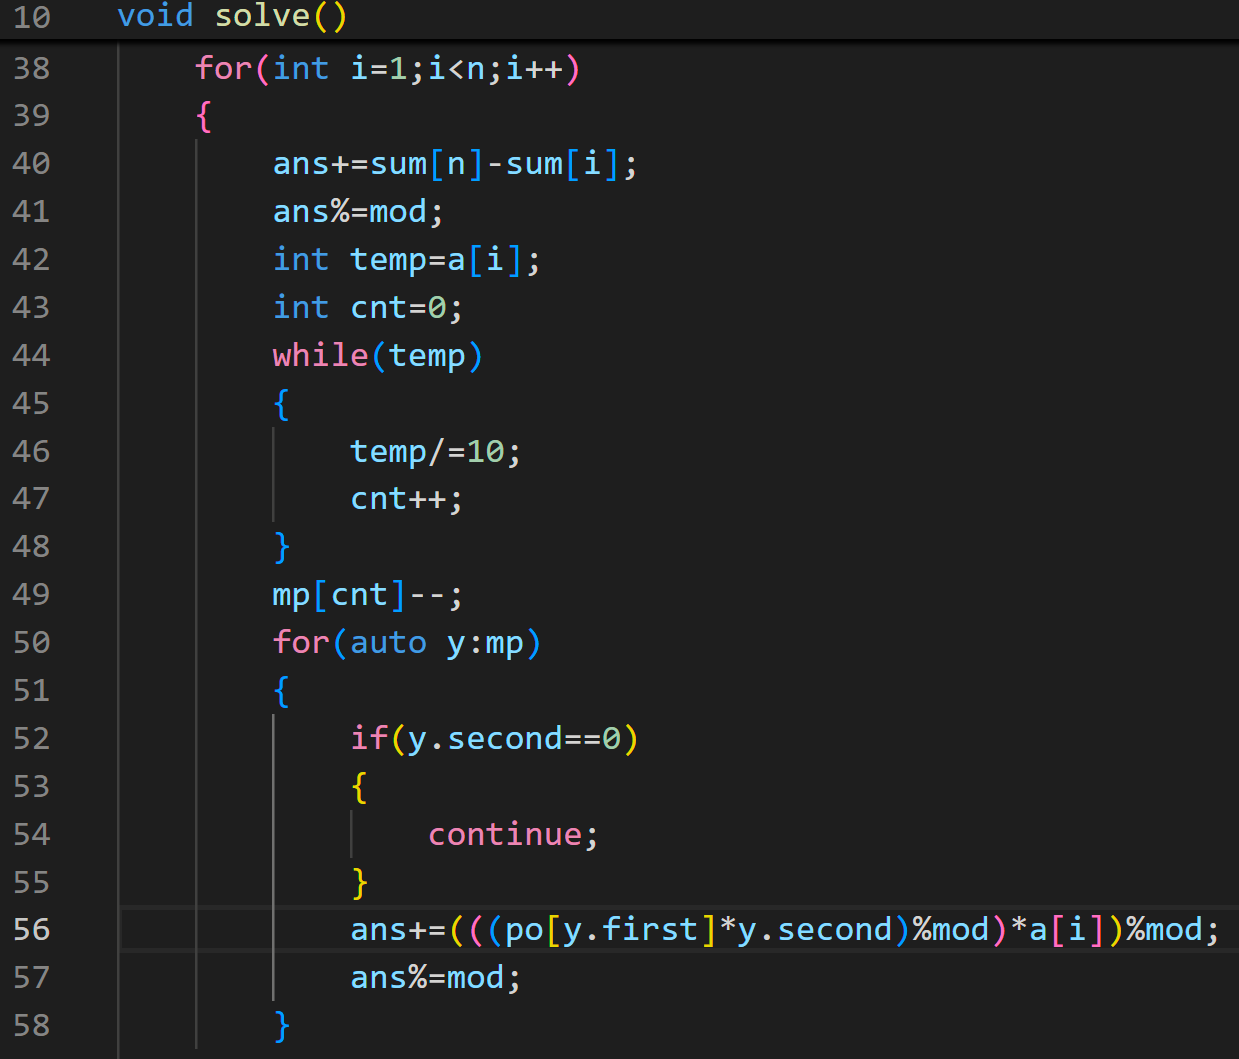 10 void solve()
38 for(int i=1;i<n;i++)
39 {
40 ans+=sum[n]-sum[i];
41 ans%=mod;
42 int temp=a[i];
43 int cnt=0;
44 while(temp)
45 {
46 temp/=10;
47 cnt++;
48 }
49 mp[cnt]--;
50 for(auto y:mp)
51 {
52 if(y.second==0)
53 {
54 continue;
55 }
56 ans+=(((po[y.first]*y.second)%mod)*a[i])%mod;
57 ans%=mod;
58 }